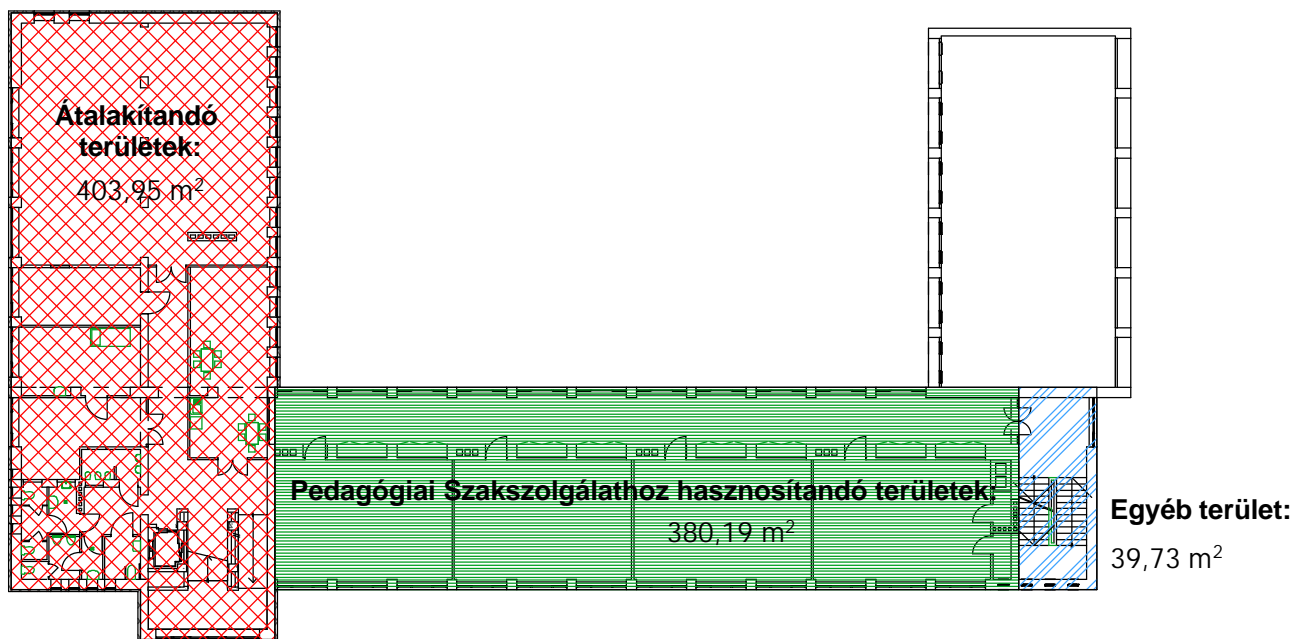 Átalakítandó
területek:
403,95 m²
Pedagógiai Szakszolgálathoz hasznosítandó területek:
380,19 m²
Egyéb terület:
39,73 m²